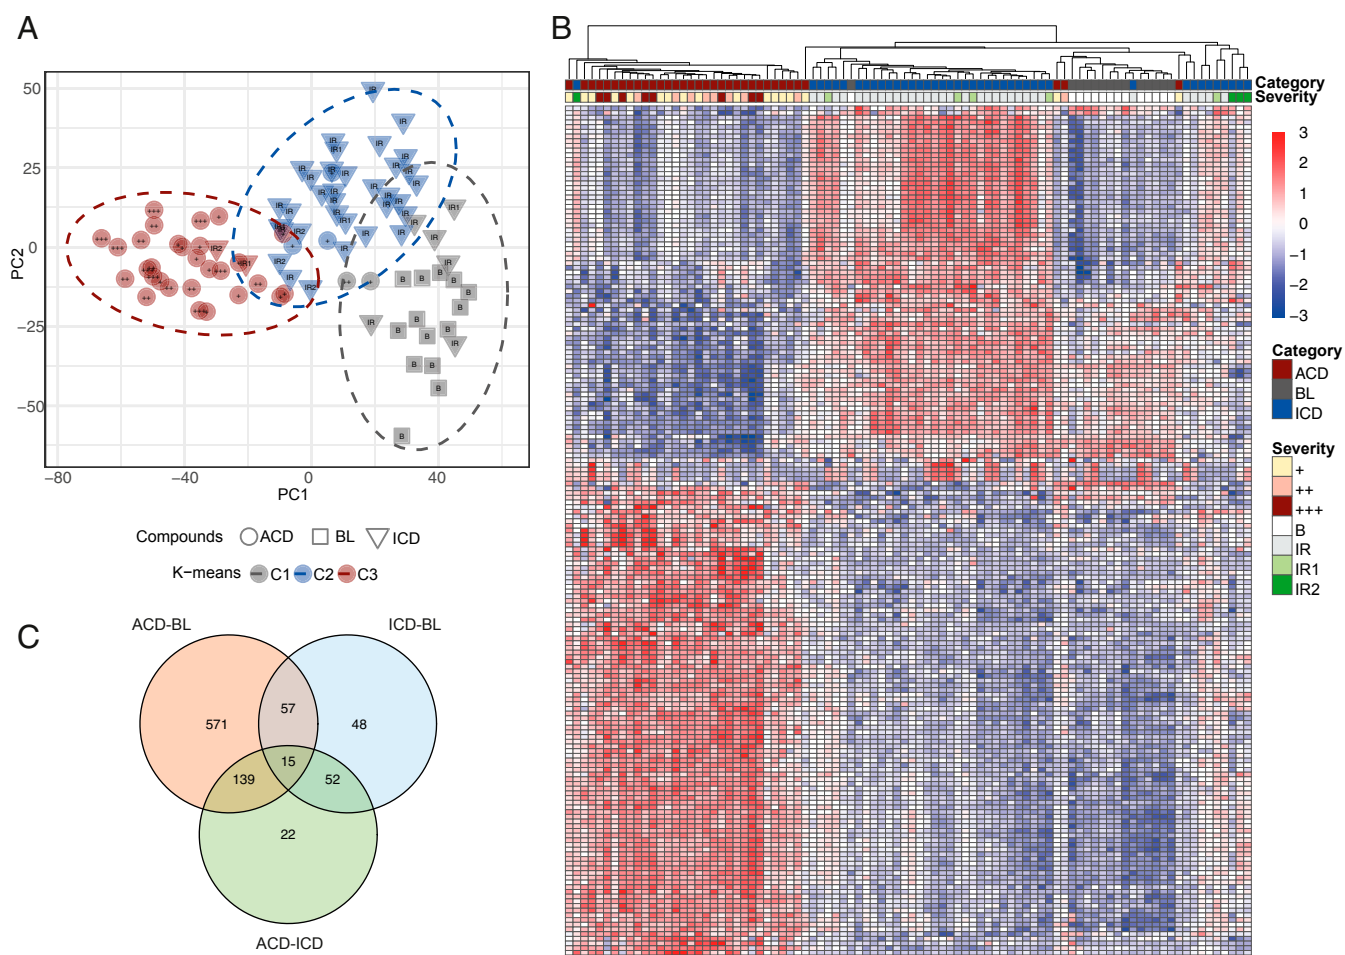 A
B
50
25
0
−25
−50
PC2
−80
−40
0
40
PC1
Compounds ACD BL ICD
K−means C1 C2 C3
C
ACD-BL
ICD-BL
571
57
48
15
139
52
22
ACD-ICD
Category
Severity
3
2
1
0
−1
−2
−3
Category
ACD
BL
ICD
Severity
+
++
+++
B
IR
IR1
IR2